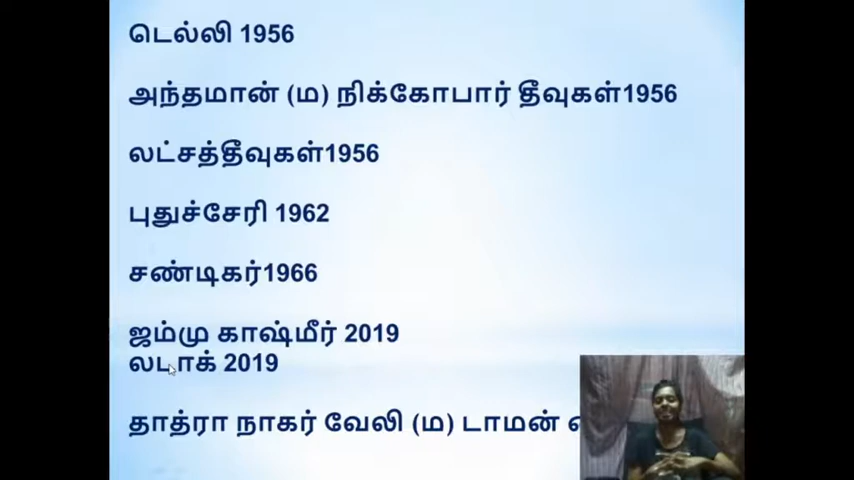 டெல்லி 1956
அந்தமான் (ம) நிக்கோபார் தீவுகள்1956
லட்சத்தீவுகள்1956
புதுச்சேரி 1962
சண்டிகர்1966
ஜம்மு காஷ்மீர் 2019
லடாக் 2019
தாத்ரா நாகர் வேலி (ம) டாமன்